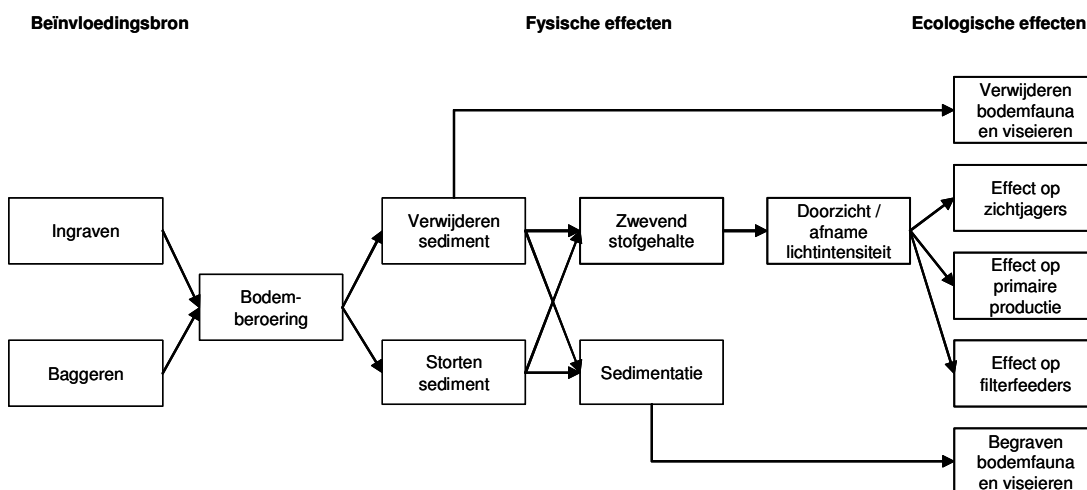 Beïnvloedingsbron
Fysische effecten
Ecologische effecten
Verwijderen
bodemfauna
en viseieren
Ingraven
Verwijderen
sediment
Zwevend
stofgehalte
Doorzicht /
afname
lichtintensiteit
Effect op
zichtjagers
Bodem-
beroering
Effect op
primaire
productie
Baggeren
Storten
sediment
Sedimentatie
Effect op
filterfeeders
Begraven
bodemfauna
en viseieren